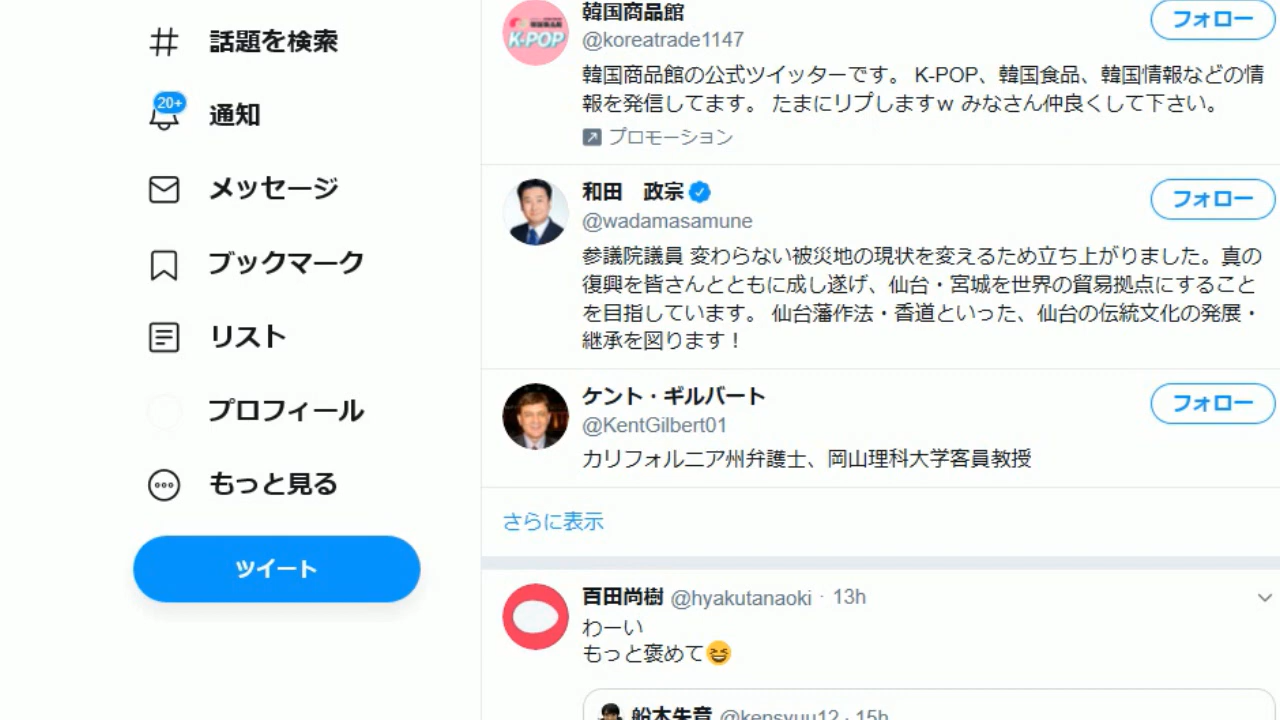 話題を検索
20+
通知
メッセージ
ブックマーク
リスト
プロフィール
もっと見る
ツイート
K-POP
韓国商品館
@koreatrade1147
フォロー
韓国商品館の公式ツイッターです。 K-POP、韓国食品、韓国情報などの情
報を発信してます。 たまにリプしますｗ みなさん仲良くして下さい。
プロモーション
和田　政宗
@wadamasamune
フォロー
参議院議員 変わらない被災地の現状を変えるため立ち上がりました。真の
復興を皆さんとともに成し遂げ、仙台・宮城を世界の貿易拠点にすること
を目指しています。 仙台藩作法・香道といった、仙台の伝統文化の発展・
継承を図ります！
ケント・ギルバート
@KentGilbert01
フォロー
カリフォルニア州弁護士、岡山理科大学客員教授
さらに表示
百田尚樹 @hyakutanaoki · 13h
わーい
もっと褒めて😆
@kensyuu12 · 15h